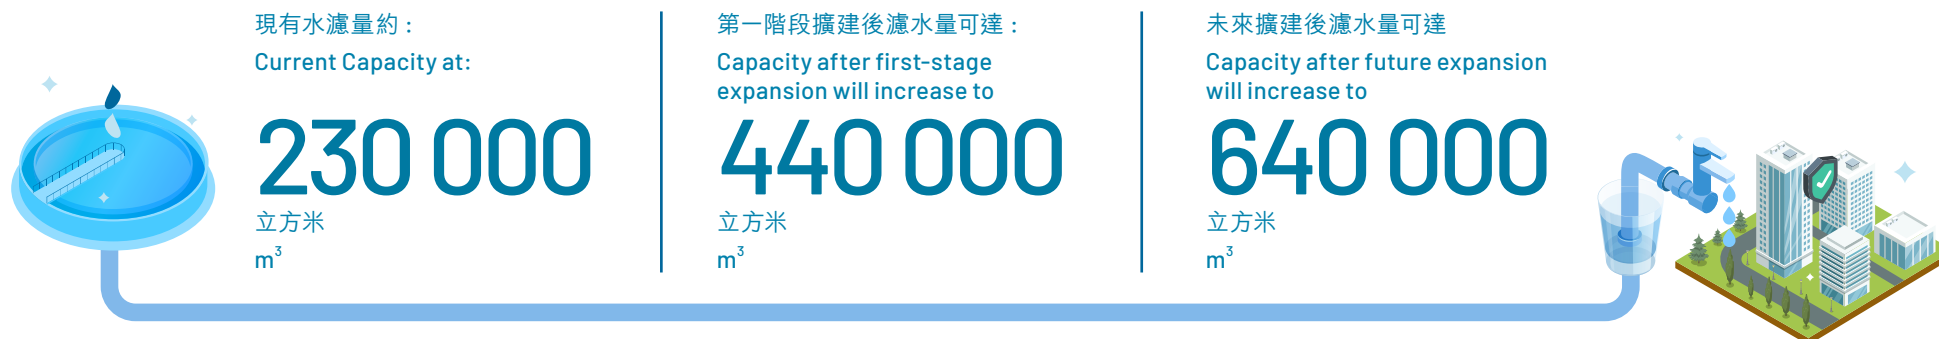 現有水濾量約：
Current Capacity at:
230 000
立方米
m³
第一階段擴建後濾水量可達：
Capacity after first-stage
expansion will increase to
440 000
立方米
m³
未來擴建後濾水量可達
Capacity after future expansion
will increase to
640 000
立方米
m³